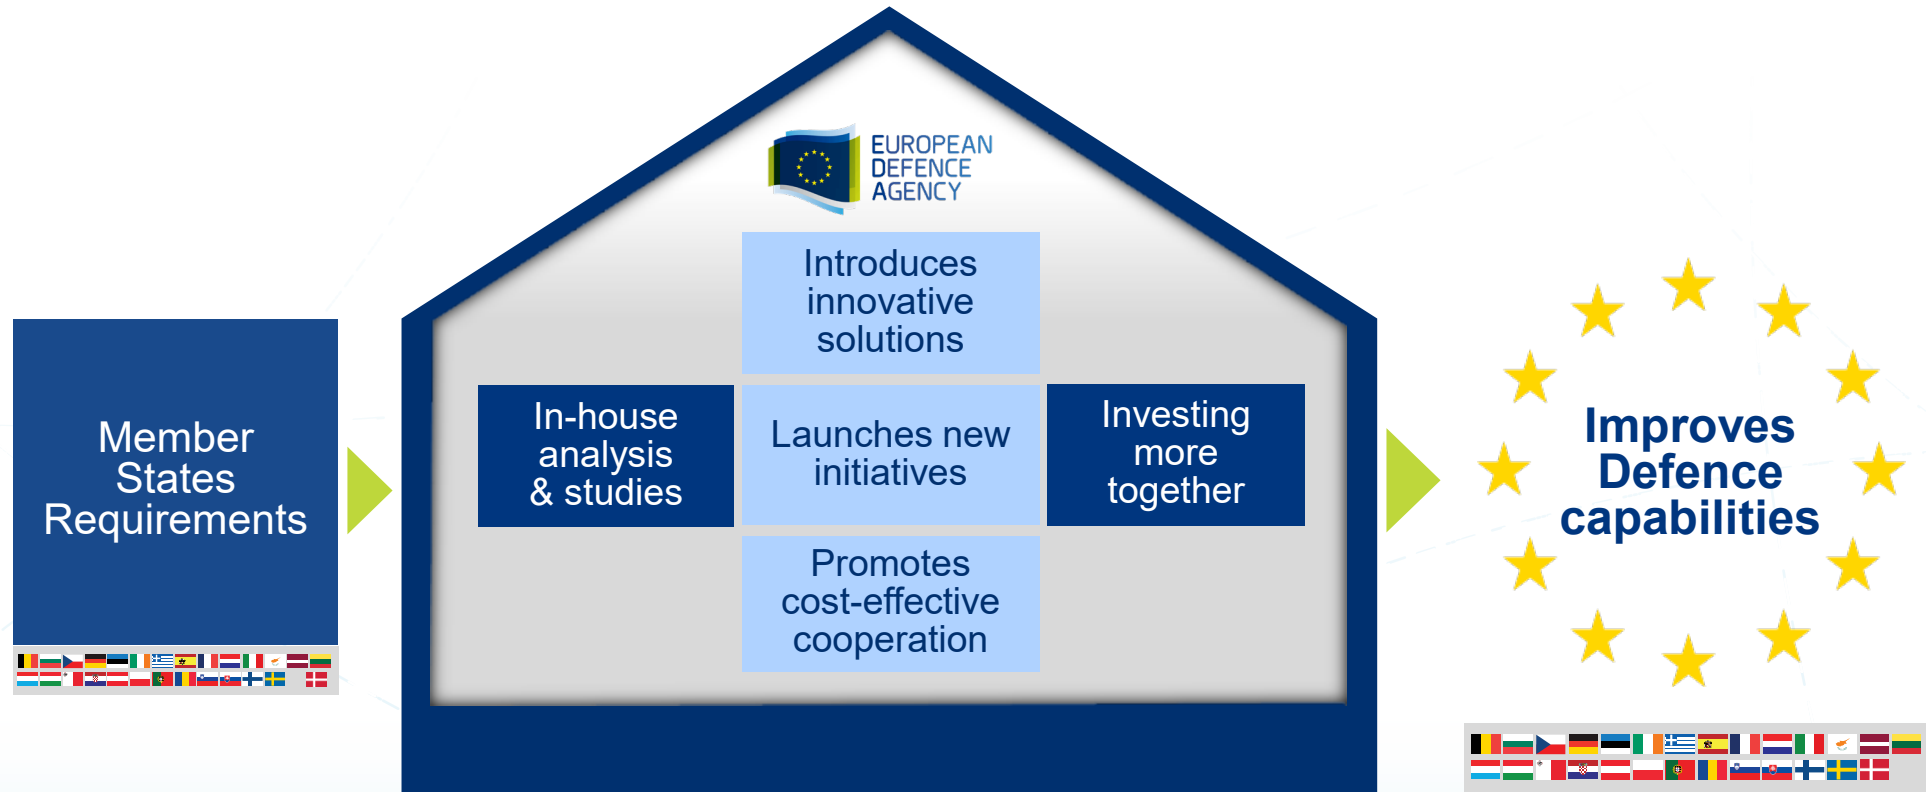 EUROPEAN
DEFENCE
AGENCY
Introduces
innovative
solutions
Member
States
Requirements
In-house
analysis
& studies
Launches new
initiatives
Investing
more
together
Promotes
cost-effective
cooperation
Improves
Defence
capabilities